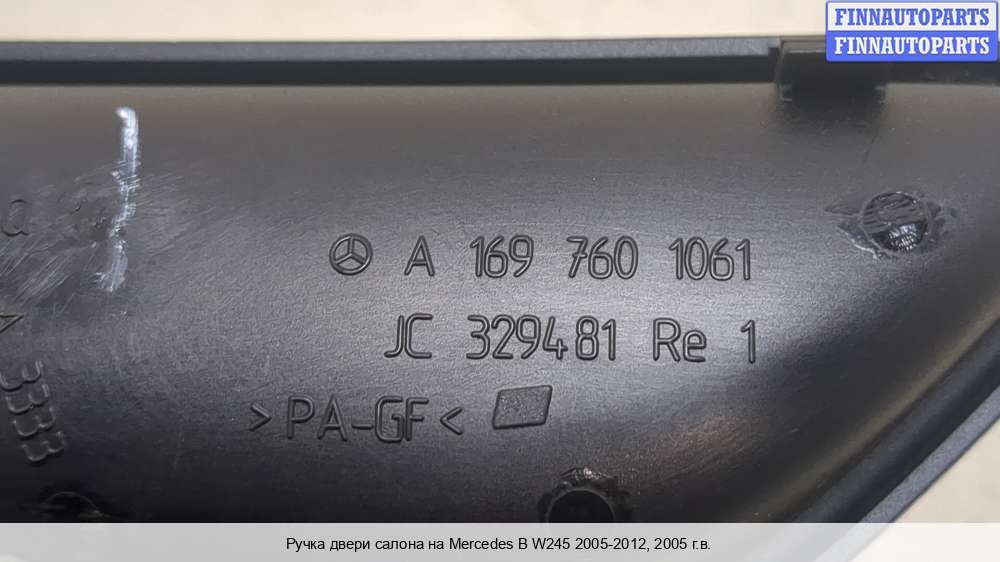 FINNAUTOPARTS
FINNAUTOPARTS
A 169 760 1061
JC 329481 Re 1
>PA-GF<
3333
Ручка двери салона на Mercedes B W245 2005-2012, 2005 г.в.